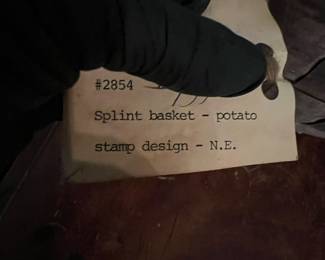 #2854
Splint basket - potato
stamp design - N.E.